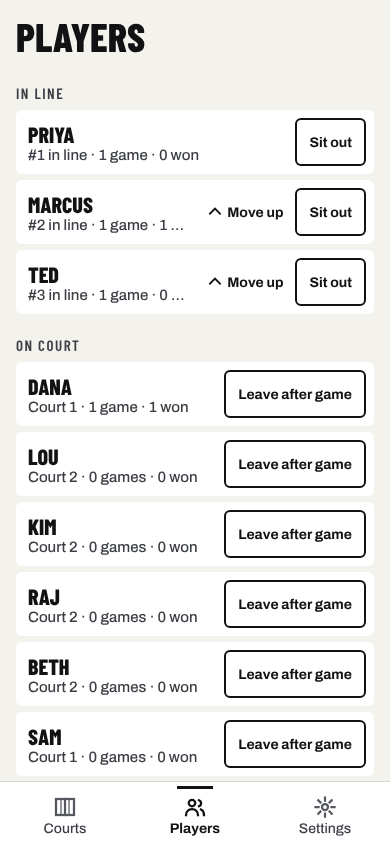 PLAYERS
IN LINE
PRIYA
#1 in line · 1 game · 0 won
Sit out
MARCUS
#2 in line · 1 game · 1 ...
Move up
Sit out
TED
#3 in line · 1 game · 0 ...
Move up
Sit out
ON COURT
DANA
Court 1 · 1 game · 1 won
Leave after game
LOU
Court 2 · 0 games · 0 won
Leave after game
KIM
Court 2 · 0 games · 0 won
Leave after game
RAJ
Court 2 · 0 games · 0 won
Leave after game
BETH
Court 2 · 0 games · 0 won
Leave after game
SAM
Court 1 · 0 games · 0 won
Leave after game
Courts
Players
Settings